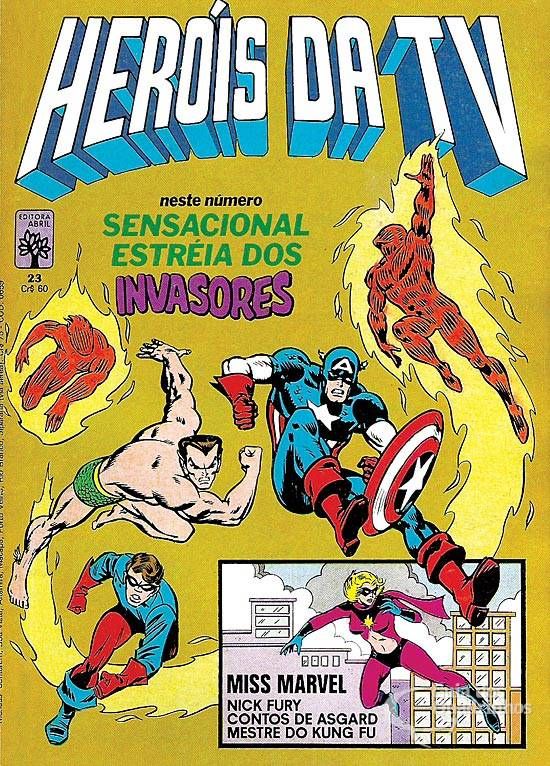 HERÓIS DA TV
neste número
SENSACIONAL
ESTRÉIA DOS
INVASORES
EDITORA
ABRIL
23
Cr$ 60
A
MISS MARVEL
NICK FURY
CONTOS DE ASGARD
MESTRE DO KUNG FU